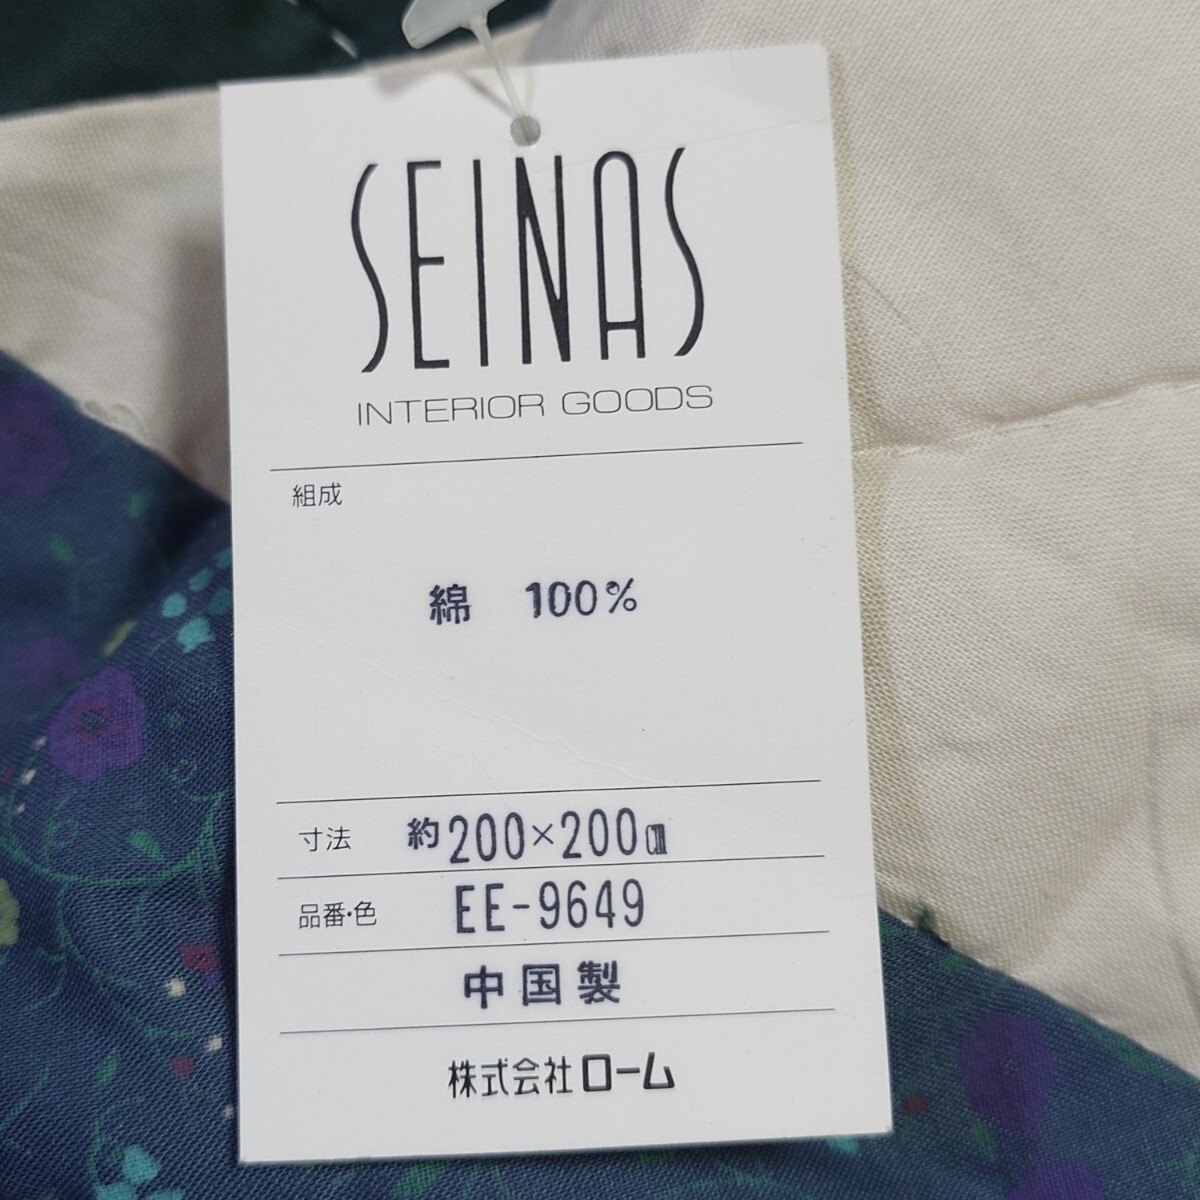 SEINAS
INTERIOR GOODS
組成
綿 100%
寸法 約200×200㎝
品番・色 EE-9649
中国製
株式会社ローム